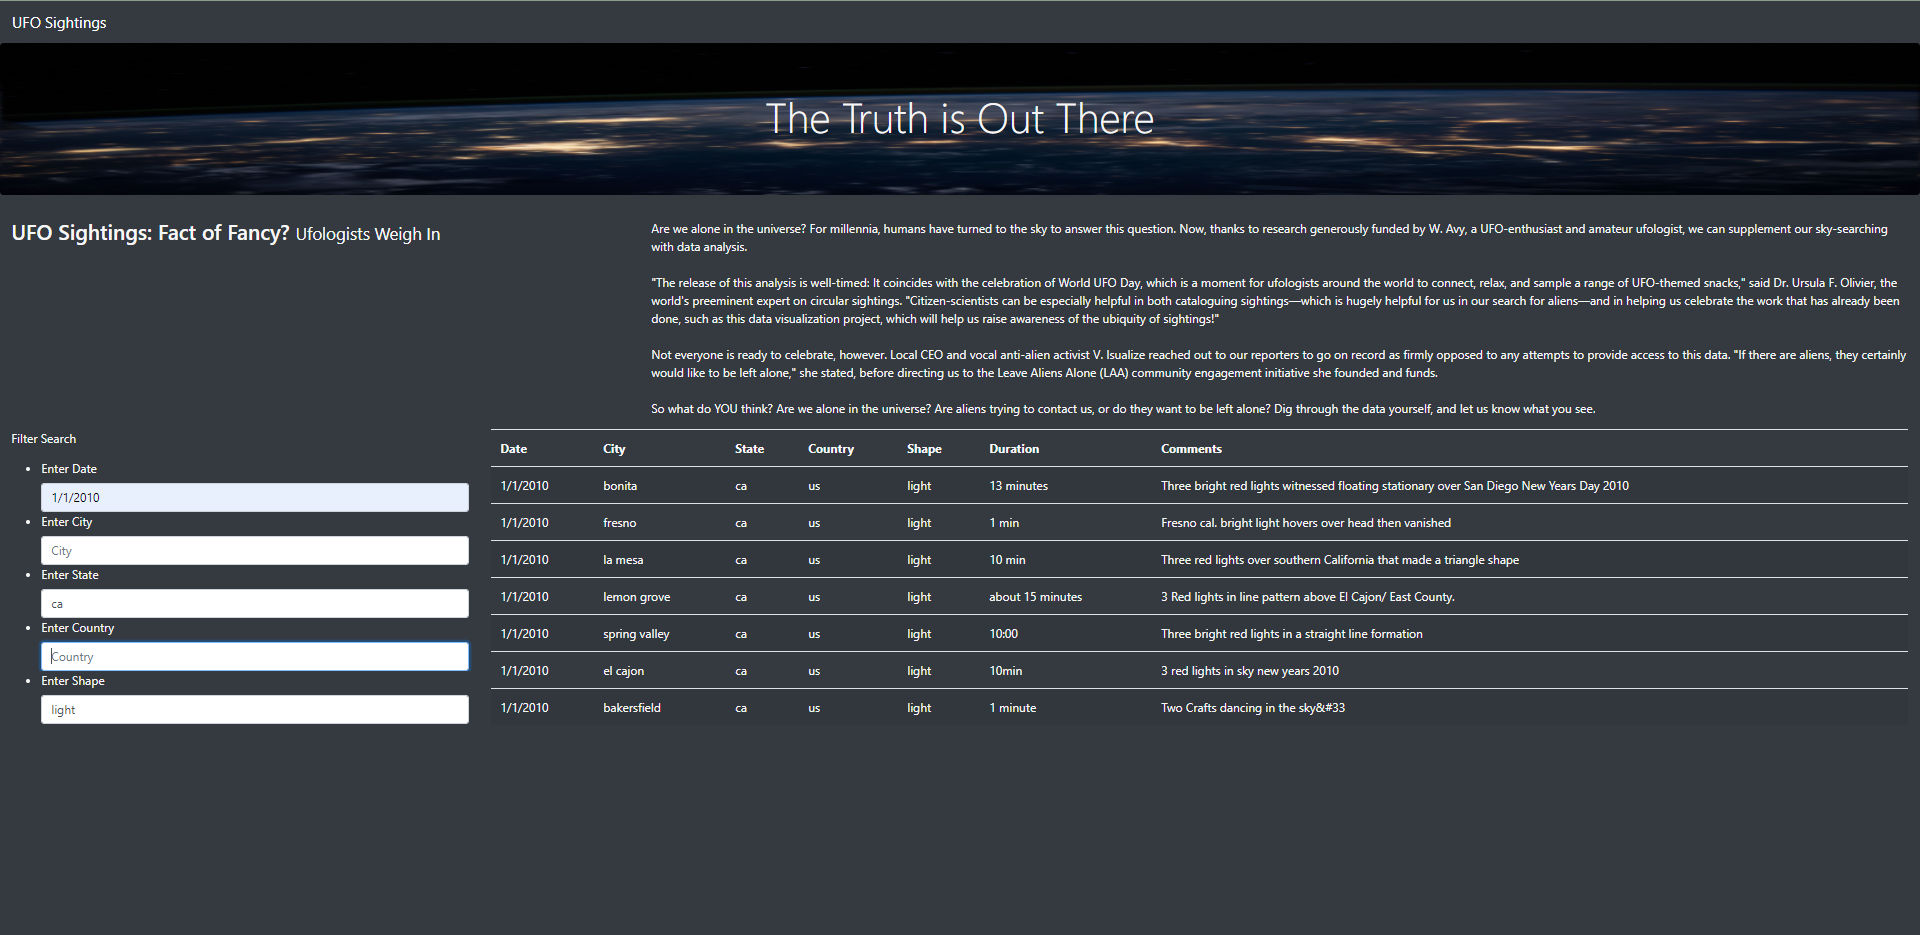 UFO Sightings
The Truth is Out There
UFO Sightings: Fact of Fancy? Ufologists Weigh In
Are we alone in the universe? For millennia, humans have turned to the sky to answer this question. Now, thanks to research generously funded by W. Avy, a UFO-enthusiast and amateur ufologist, we can supplement our sky-searching
with data analysis.
"The release of this analysis is well-timed: It coincides with the celebration of World UFO Day, which is a moment for ufologists around the world to connect, relax, and sample a range of UFO-themed snacks," said Dr. Ursula F. Olivier, the
world's preeminent expert on circular sightings. "Citizen-scientists can be especially helpful in both cataloguing sightings—which is hugely helpful for us in our search for aliens—and in helping us celebrate the work that has already been
done, such as this data visualization project, which will help us raise awareness of the ubiquity of sightings!"
Not everyone is ready to celebrate, however. Local CEO and vocal anti-alien activist V. Isualize reached out to our reporters to go on record as firmly opposed to any attempts to provide access to this data. "If there are aliens, they certainly
would like to be left alone," she stated, before directing us to the Leave Aliens Alone (LAA) community engagement initiative she founded and funds.
So what do YOU think? Are we alone in the universe? Are aliens trying to contact us, or do they want to be left alone? Dig through the data yourself, and let us know what you see.
Filter Search
Enter Date
1/1/2010
Enter City
City
Enter State
ca
Enter Country
Country
Enter Shape
light
Date City State Country Shape Duration Comments
1/1/2010 bonita ca us light 13 minutes Three bright red lights witnessed floating stationary over San Diego New Years Day 2010
1/1/2010 fresno ca us light 1 min Fresno cal. bright light hovers over head then vanished
1/1/2010 la mesa ca us light 10 min Three red lights over southern California that made a triangle shape
1/1/2010 lemon grove ca us light about 15 minutes 3 Red lights in line pattern above El Cajon/ East County.
1/1/2010 spring valley ca us light 10:00 Three bright red lights in a straight line formation
1/1/2010 el cajon ca us light 10min 3 red lights in sky new years 2010
1/1/2010 bakersfield ca us light 1 minute Two Crafts dancing in the sky&#33